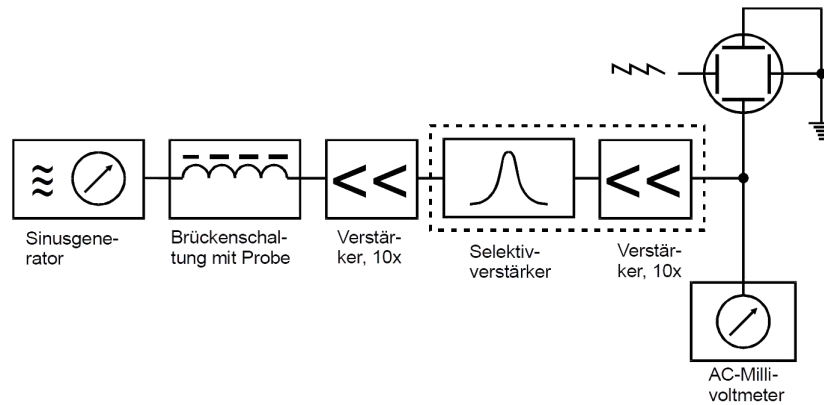 Sinusgene-
rator
Brückenschal-
tung mit Probe
Verstär-
ker, 10x
Selektiv-
verstärker
Verstär-
ker, 10x
AC-Milli-
voltmeter